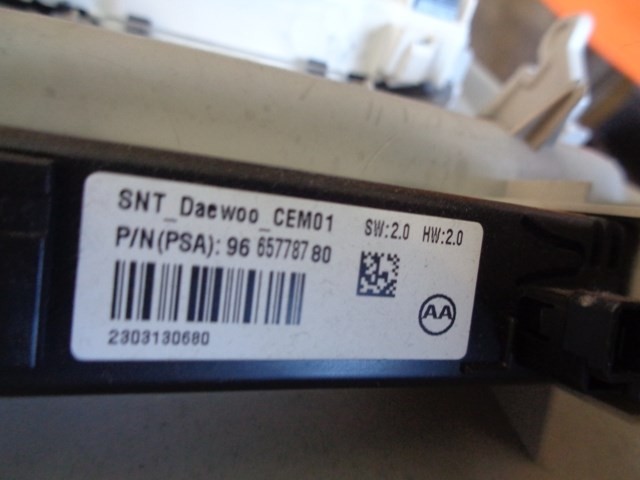 SNT_Daewoo_CEM01 SW:2.0 HW:2.0
P/N(PSA): 96 657787 80
2303130680
AA